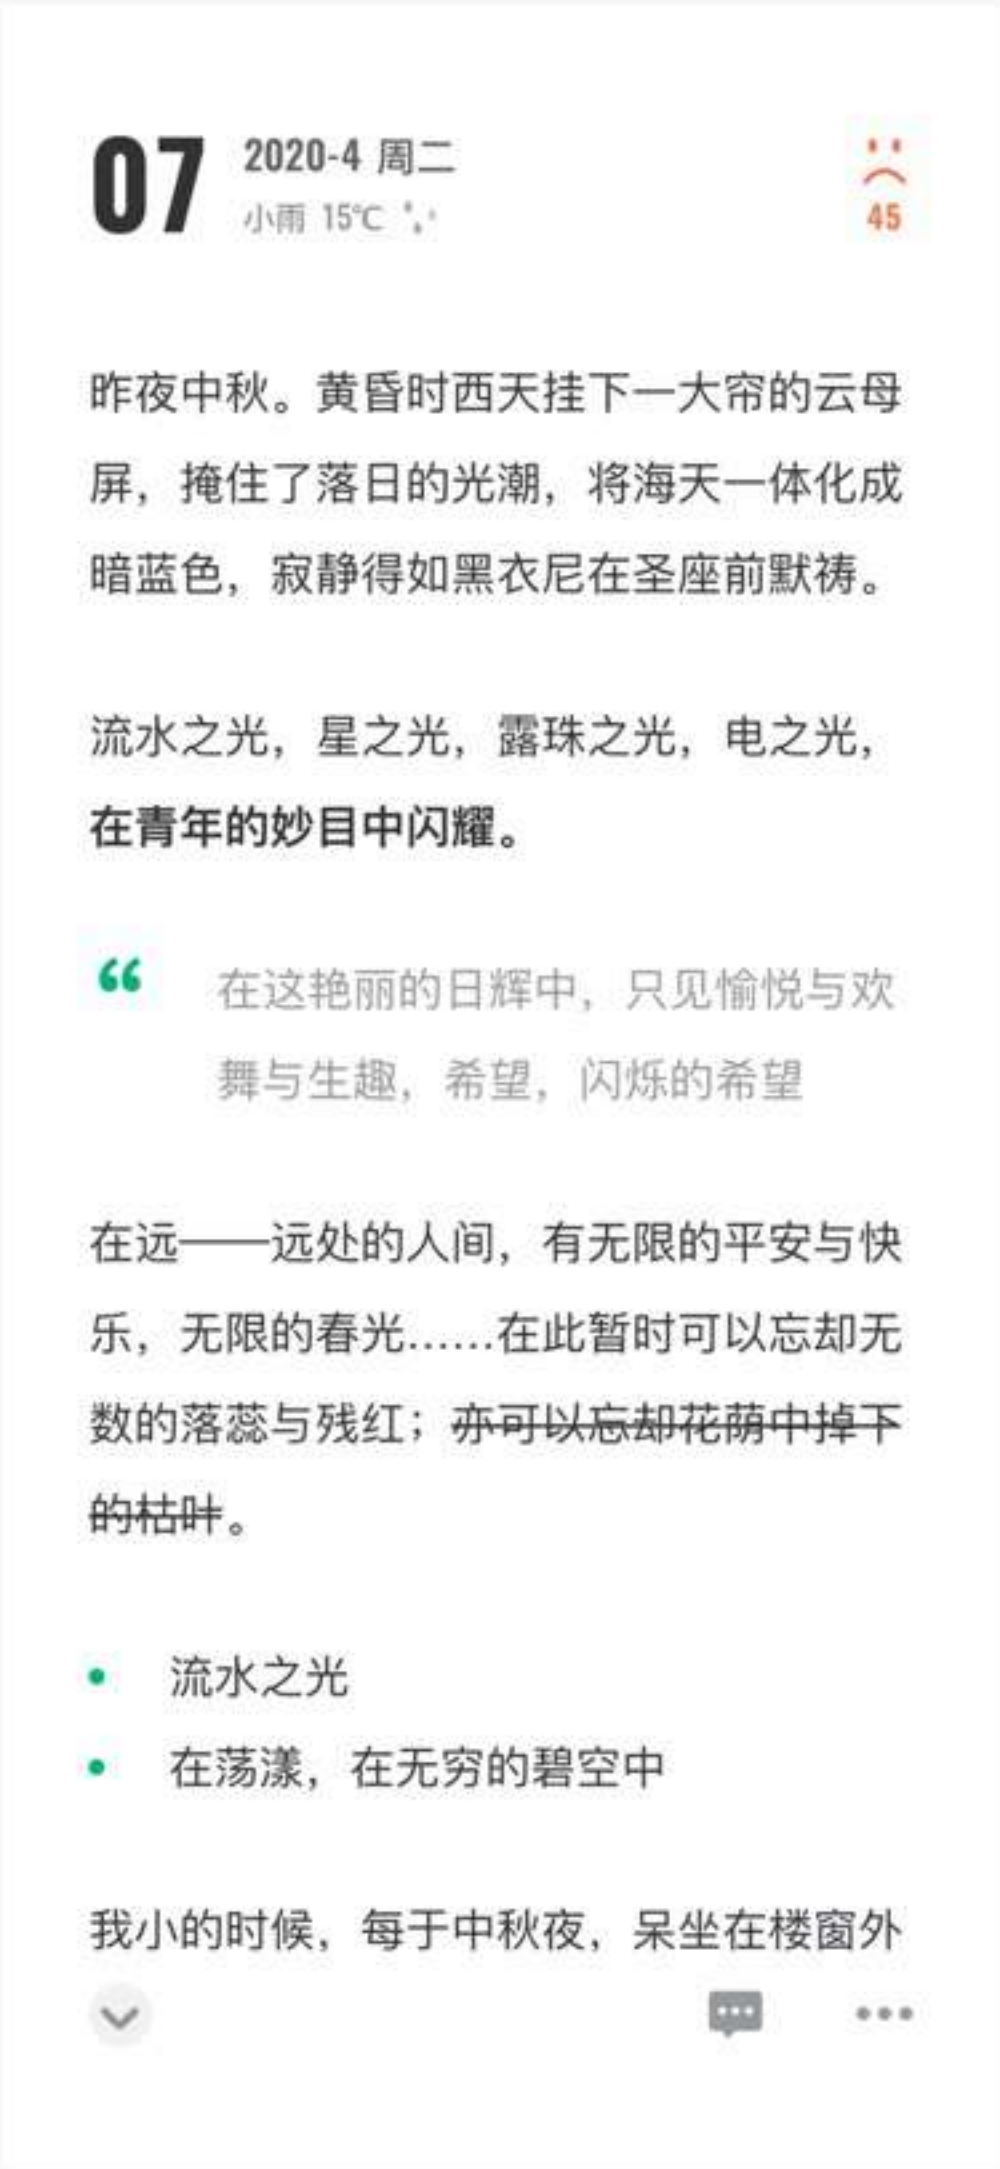 07
2020-4 周二
小雨 15℃
45
昨夜中秋。黄昏时西天挂下一大帘的云母
屏，掩住了落日的光潮，将海天一体化成
暗蓝色，寂静得如黑衣尼在圣座前默祷。
流水之光，星之光，露珠之光，电之光，
在青年的妙目中闪耀。
“
在这艳丽的日辉中，只见愉悦与欢
舞与生趣，希望，闪烁的希望
在远——远处的人间，有无限的平安与快
乐，无限的春光……在此暂时可以忘却无
数的落蕊与残红；亦可以忘却花荫中掉下
的枯叶。
• 流水之光
• 在荡漾，在无穷的碧空中
我小的时候，每于中秋夜，呆坐在楼窗外